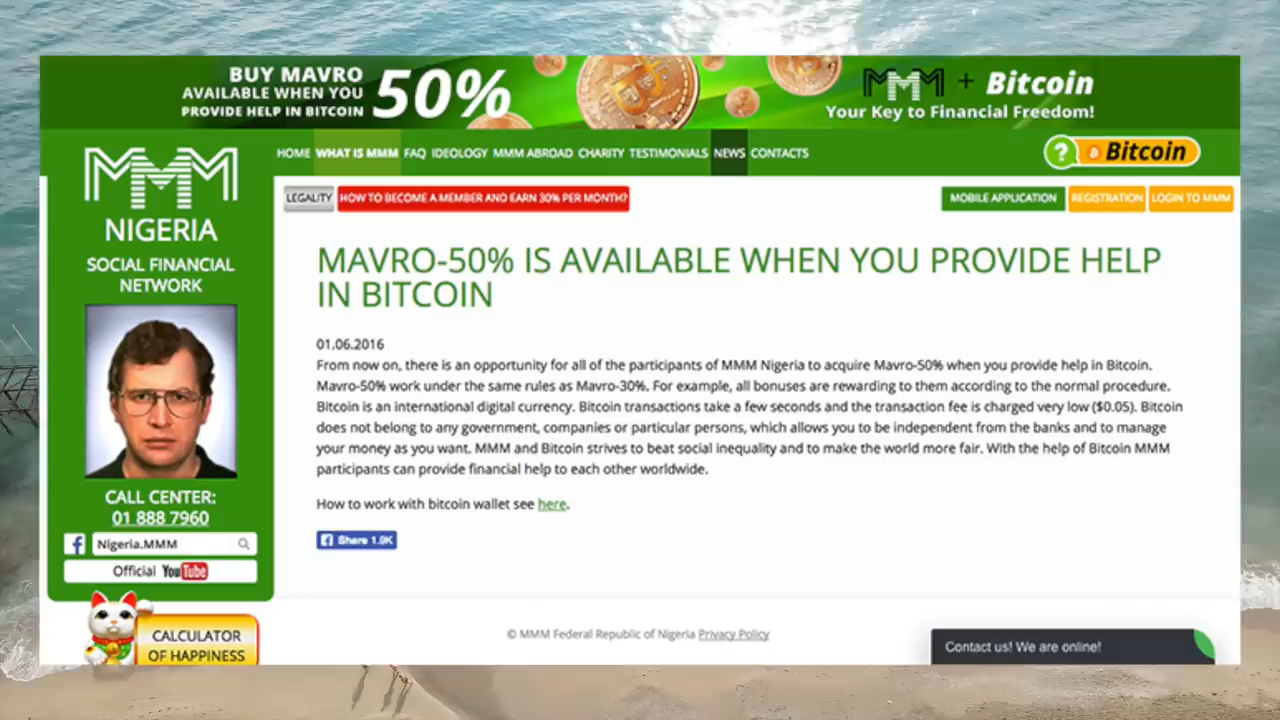 BUY MAVRO
AVAILABLE WHEN YOU
PROVIDE HELP IN BITCOIN
50%
MMM + Bitcoin
Your Key to Financial Freedom!
HOME WHAT IS MMM FAQ IDEOLOGY MMM ABROAD CHARITY TESTIMONIALS NEWS CONTACTS
? Bitcoin
MMM
NIGERIA
SOCIAL FINANCIAL
NETWORK
CALL CENTER:
01 888 7960
Nigeria.MMM
Official YouTube
CALCULATOR
OF HAPPINESS
LEGALITY HOW TO BECOME A MEMBER AND EARN 30% PER MONTH?
MOBILE APPLICATION REGISTRATION LOGIN TO MMM
MAVRO-50% IS AVAILABLE WHEN YOU PROVIDE HELP
IN BITCOIN
01.06.2016
From now on, there is an opportunity for all of the participants of MMM Nigeria to acquire Mavro-50% when you provide help in Bitcoin.
Mavro-50% work under the same rules as Mavro-30%. For example, all bonuses are rewarding to them according to the normal procedure.
Bitcoin is an international digital currency. Bitcoin transactions take a few seconds and the transaction fee is charged very low ($0.05). Bitcoin
does not belong to any government, companies or particular persons, which allows you to be independent from the banks and to manage
your money as you want. MMM and Bitcoin strives to beat social inequality and to make the world more fair. With the help of Bitcoin MMM
participants can provide financial help to each other worldwide.
How to work with bitcoin wallet see here.
Share 1.9K
© MMM Federal Republic of Nigeria Privacy Policy
Contact us! We are online!